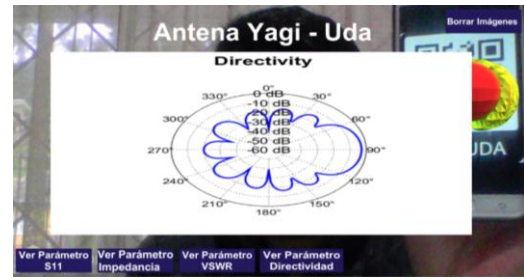 Borrar Imágenes
Antena Yagi - Uda
Directivity
0°
330° 0 dB 30°
-10 dB
-20 dB
300° -30 dB 60°
-40 dB
-50 dB
270° -60 dB 90°
240° 120°
210° 150°
180°
UDA
Ver Parámetro S11
Ver Parámetro Impedancia
Ver Parámetro VSWR
Ver Parámetro Directividad